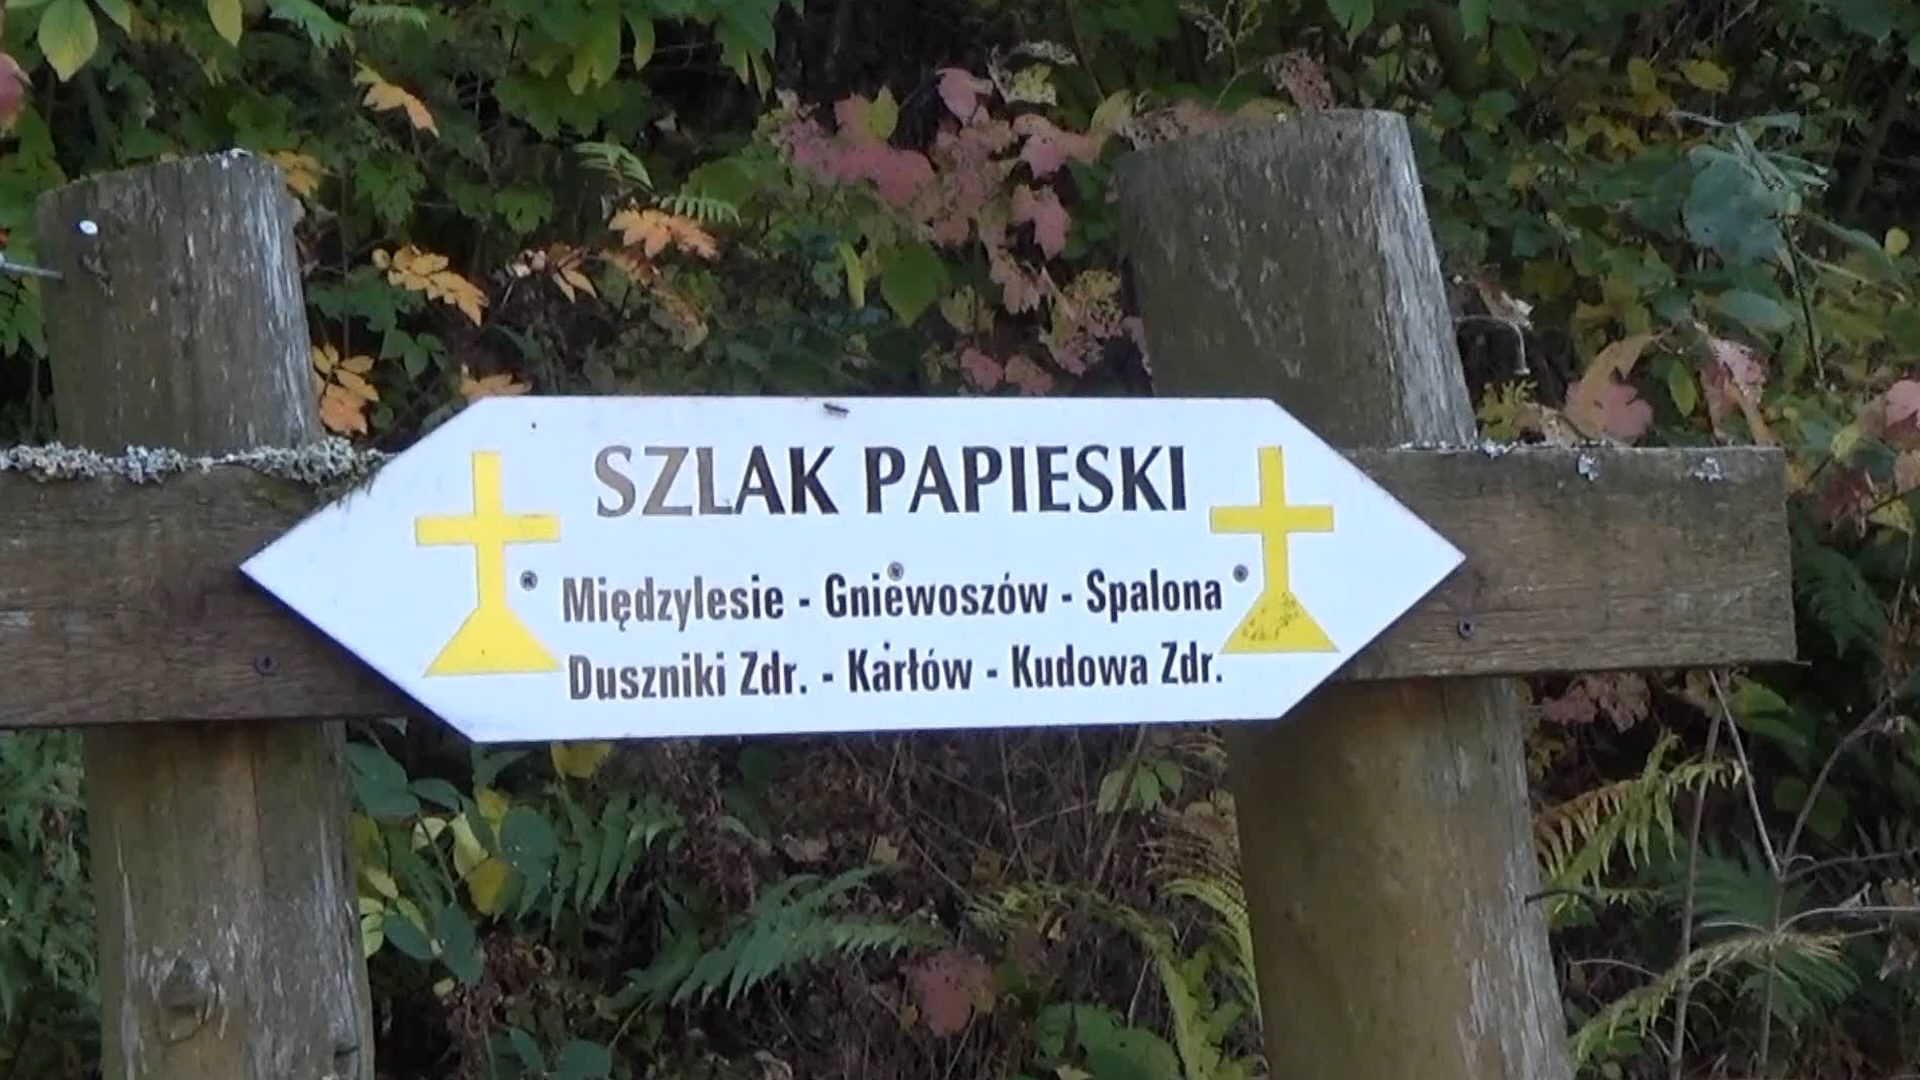 SZLAK PAPIESKI
Międzylesie - Gniewoszów - Spalona
Duszniki Zdr. - Karłów - Kudowa Zdr.